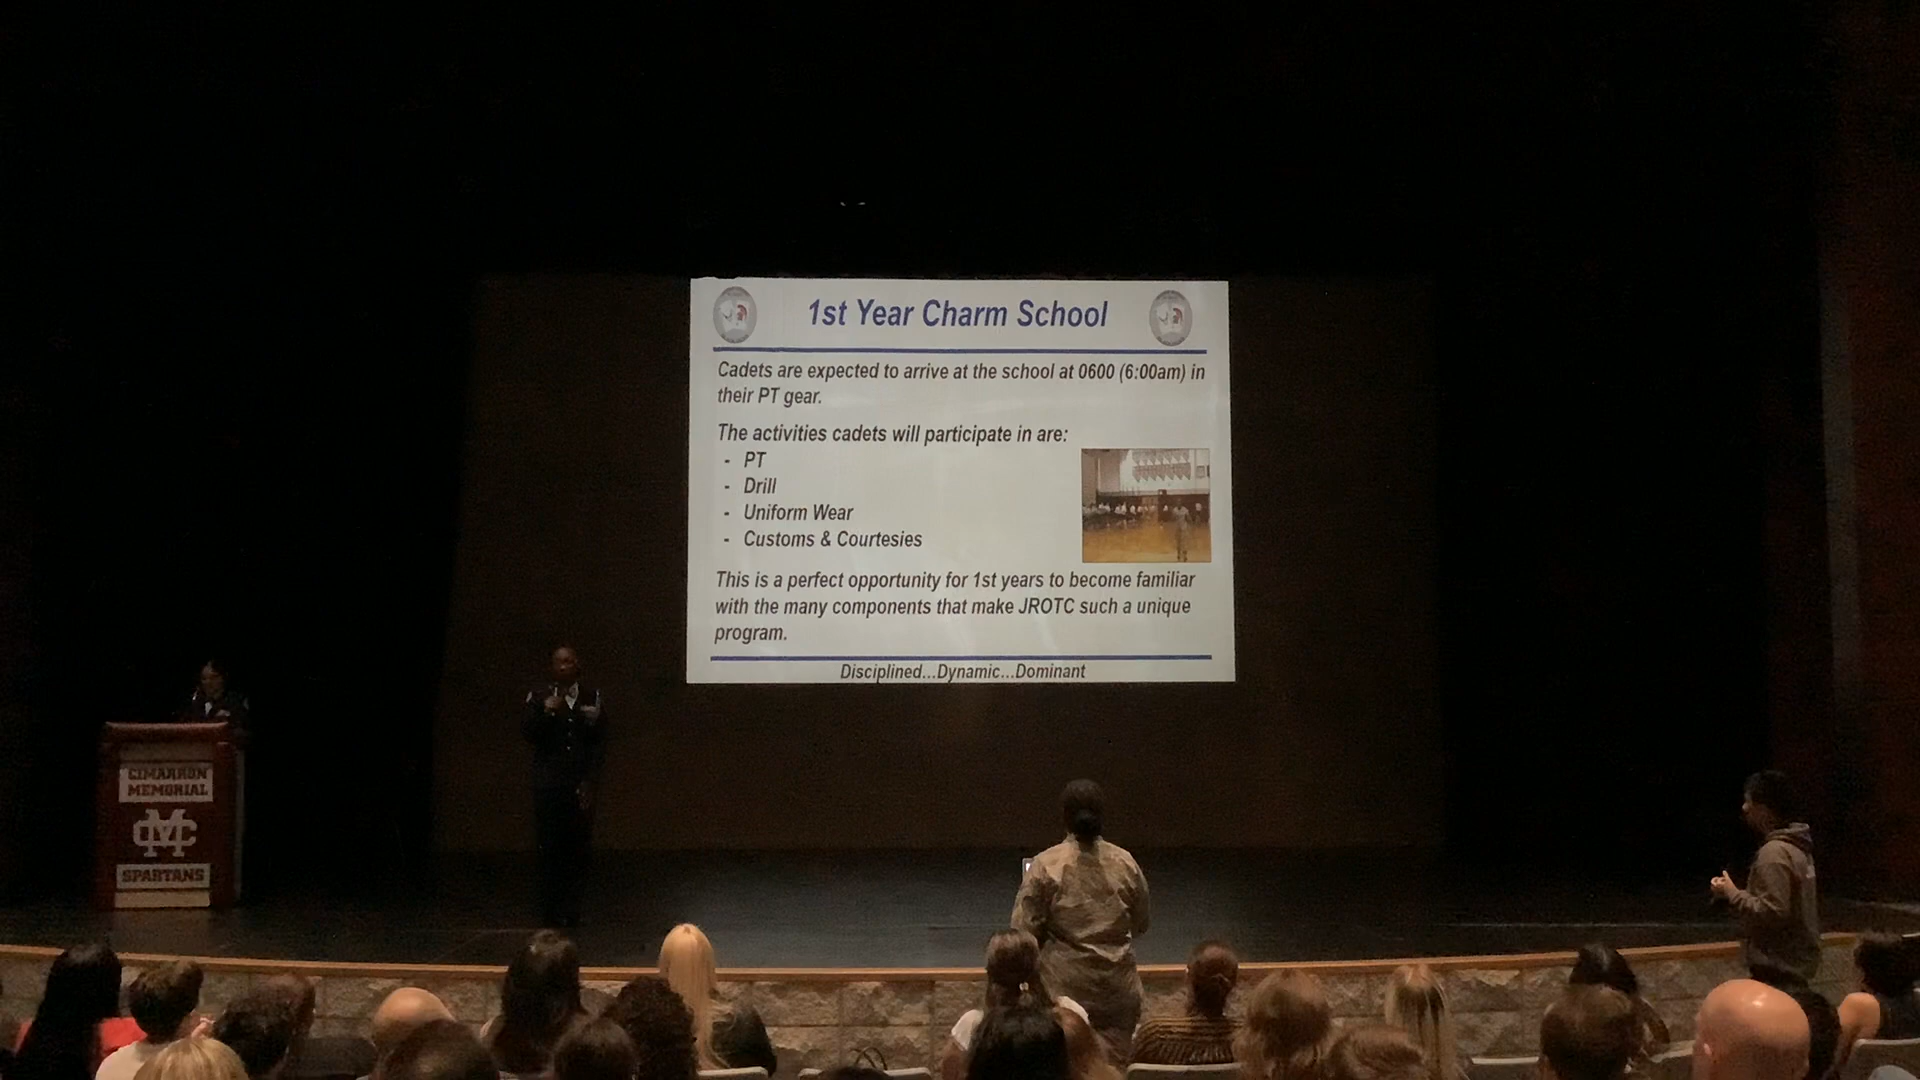 1st Year Charm School
Cadets are expected to arrive at the school at 0600 (6:00am) in
their PT gear.
The activities cadets will participate in are:
- PT
- Drill
- Uniform Wear
- Customs & Courtesies
This is a perfect opportunity for 1st years to become familiar
with the many components that make JROTC such a unique
program.
Disciplined...Dynamic...Dominant
CIMARRON
MEMORIAL
CM
SPARTANS